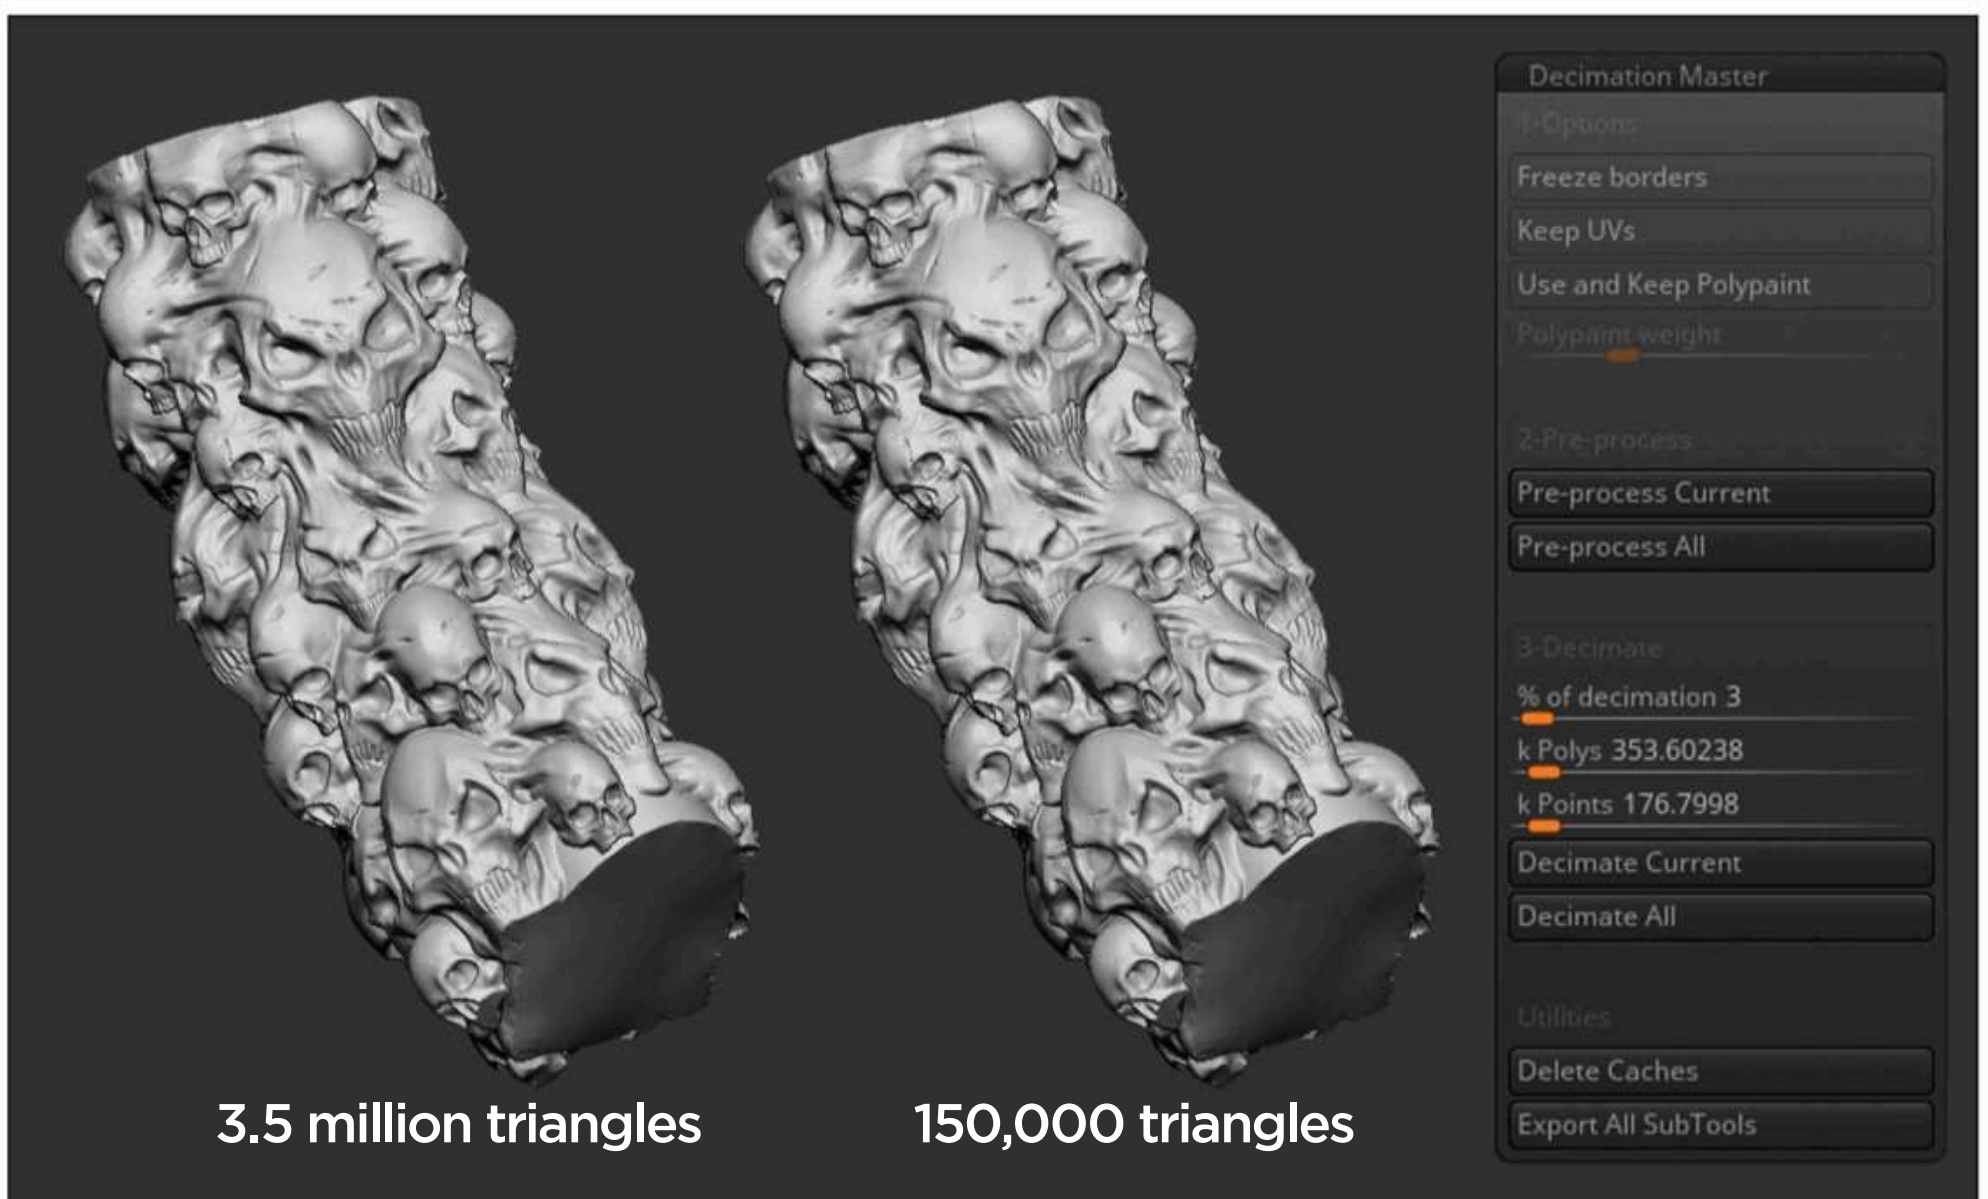 Decimation Master
1-Options
Freeze borders
Keep UVs
Use and Keep Polypaint
Polypaint weight
2-Pre-process
Pre-process Current
Pre-process All
3-Decimate
% of decimation 3
k Polys 353.60238
k Points 176.7998
Decimate Current
Decimate All
Utilities
Delete Caches
Export All SubTools
3.5 million triangles
150,000 triangles